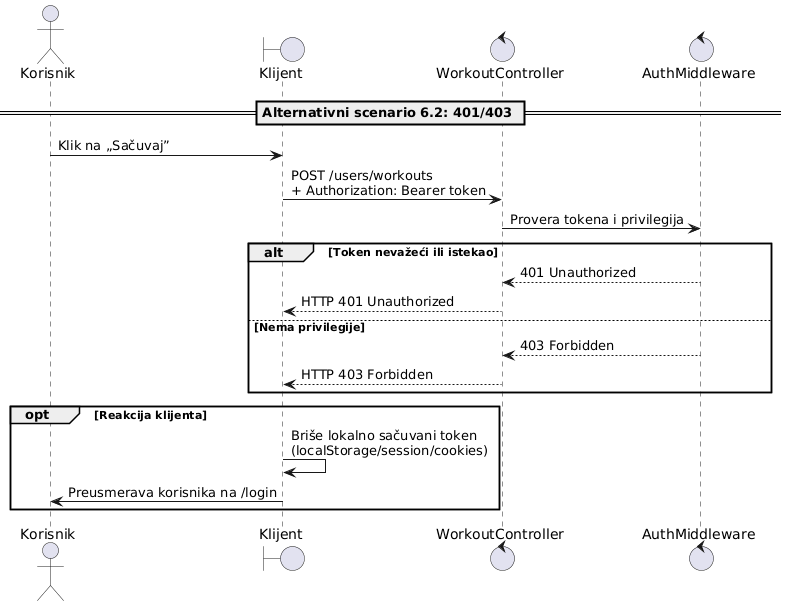 Korisnik
Klijent
WorkoutController
AuthMiddleware
Alternativni scenario 6.2: 401/403
Klik na „Sačuvaj”
POST /users/workouts
+ Authorization: Bearer token
Provera tokena i privilegija
alt
[Token nevažeći ili istekao]
401 Unauthorized
HTTP 401 Unauthorized
[Nema privilegije]
403 Forbidden
HTTP 403 Forbidden
opt
[Reakcija klijenta]
Briše lokalno sačuvani token
(localStorage/session/cookies)
Preusmerava korisnika na /login
Korisnik
Klijent
WorkoutController
AuthMiddleware